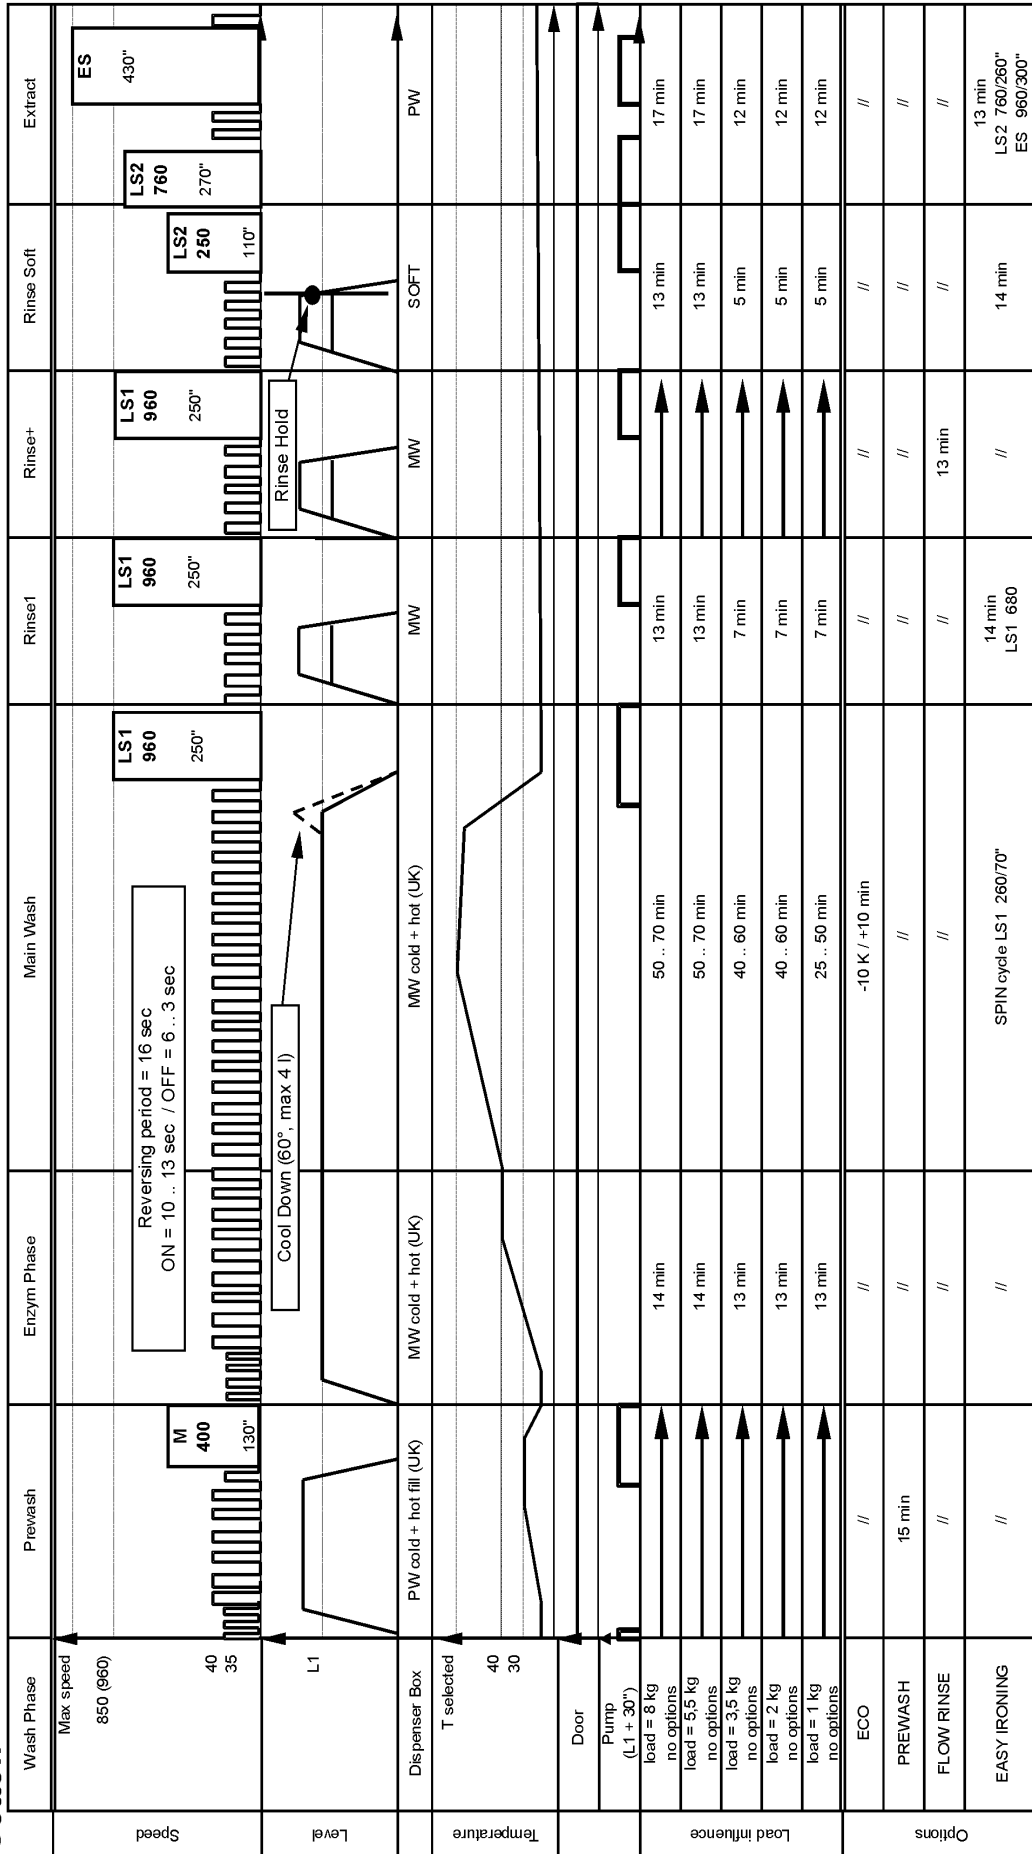 Wash Phase
Prewash
Enzym Phase
Main Wash
Rinse1
Rinse+
Rinse Soft
Extract
Speed
Max speed
850 (960)
40
35
M
400
130"
Reversing period = 16 sec
ON = 10 .. 13 sec / OFF = 6 .. 3 sec
LS1
960
250"
LS1
960
250"
LS1
960
250"
LS2
250
110"
LS2
760
270"
ES
430"
Level
L1
Cool Down (60°, max 4 l)
Rinse Hold
Dispenser Box
PW cold + hot fill (UK)
MW cold + hot (UK)
MW cold + hot (UK)
MW
MW
SOFT
PW
Temperature
T selected
40
30
Door
Pump
(L1 + 30")
Load influence
load = 8 kg
no options
14 min
50 .. 70 min
13 min
13 min
17 min
load = 5,5 kg
no options
14 min
50 .. 70 min
13 min
13 min
17 min
load = 3,5 kg
no options
13 min
40 .. 60 min
7 min
5 min
12 min
load = 2 kg
no options
13 min
40 .. 60 min
7 min
5 min
12 min
load = 1 kg
no options
13 min
25 .. 50 min
7 min
5 min
12 min
Options
ECO
//
//
-10 K / +10 min
//
//
//
//
PREWASH
15 min
//
//
//
//
//
//
FLOW RINSE
//
//
//
//
13 min
//
//
EASY IRONING
//
//
SPIN cycle LS1 260/70"
14 min
LS1 680
//
14 min
13 min
LS2 760/260"
ES 960/300"